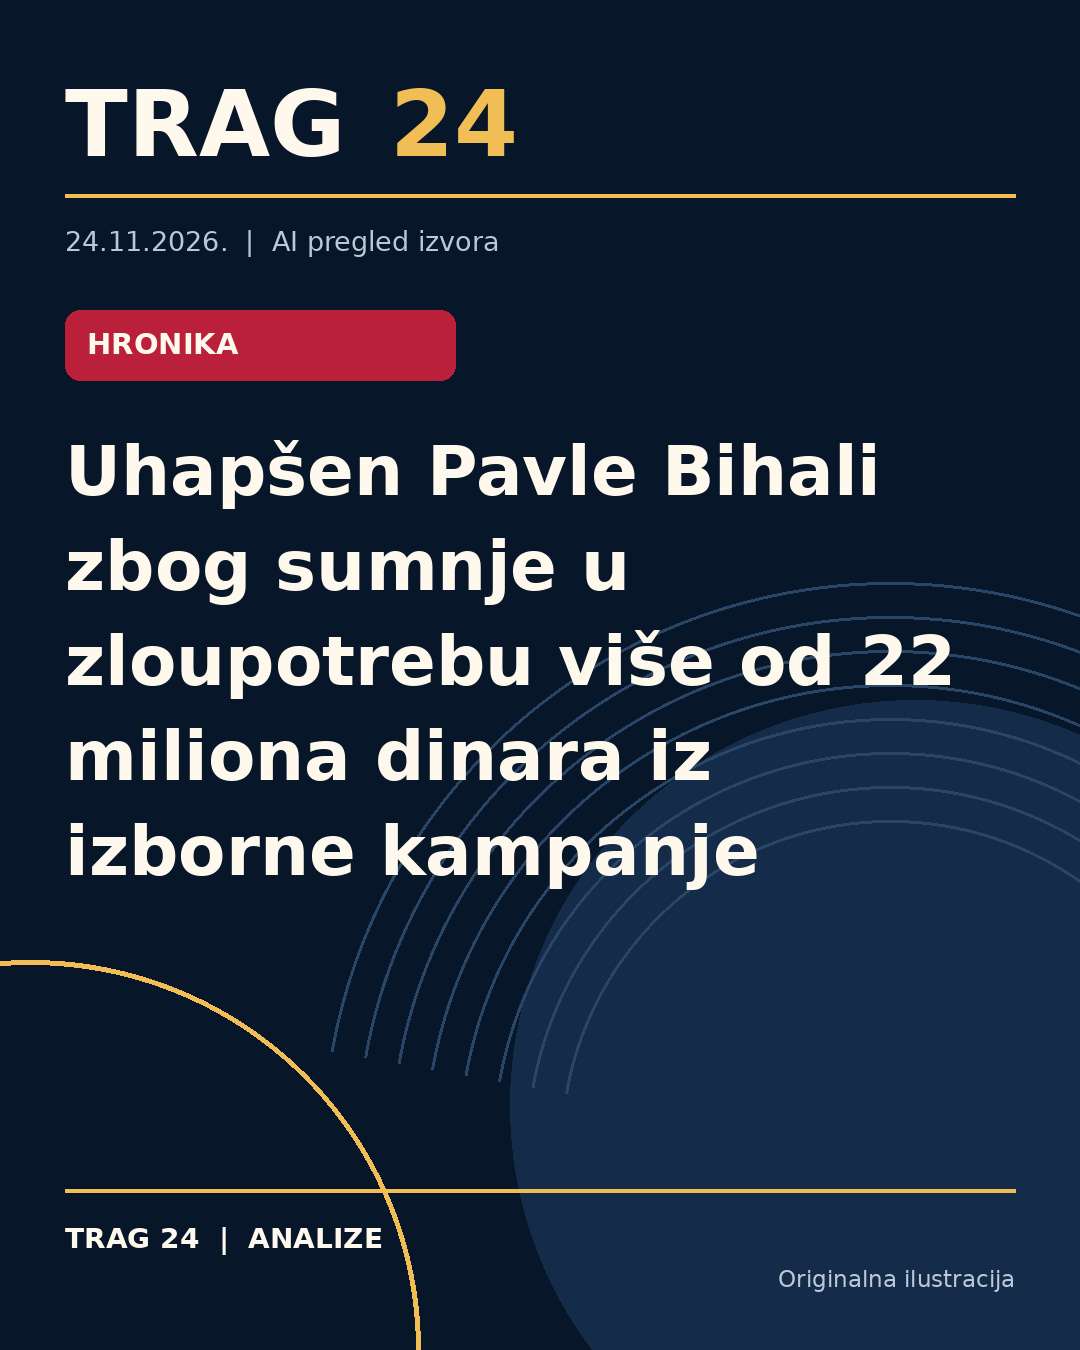 TRAG 24
24.11.2026. | AI pregled izvora
HRONIKA
Uhapšen Pavle Bihali
zbog sumnje u
zloupotrebu više od 22
miliona dinara iz
izborne kampanje
TRAG 24 | ANALIZE
Originalna ilustracija